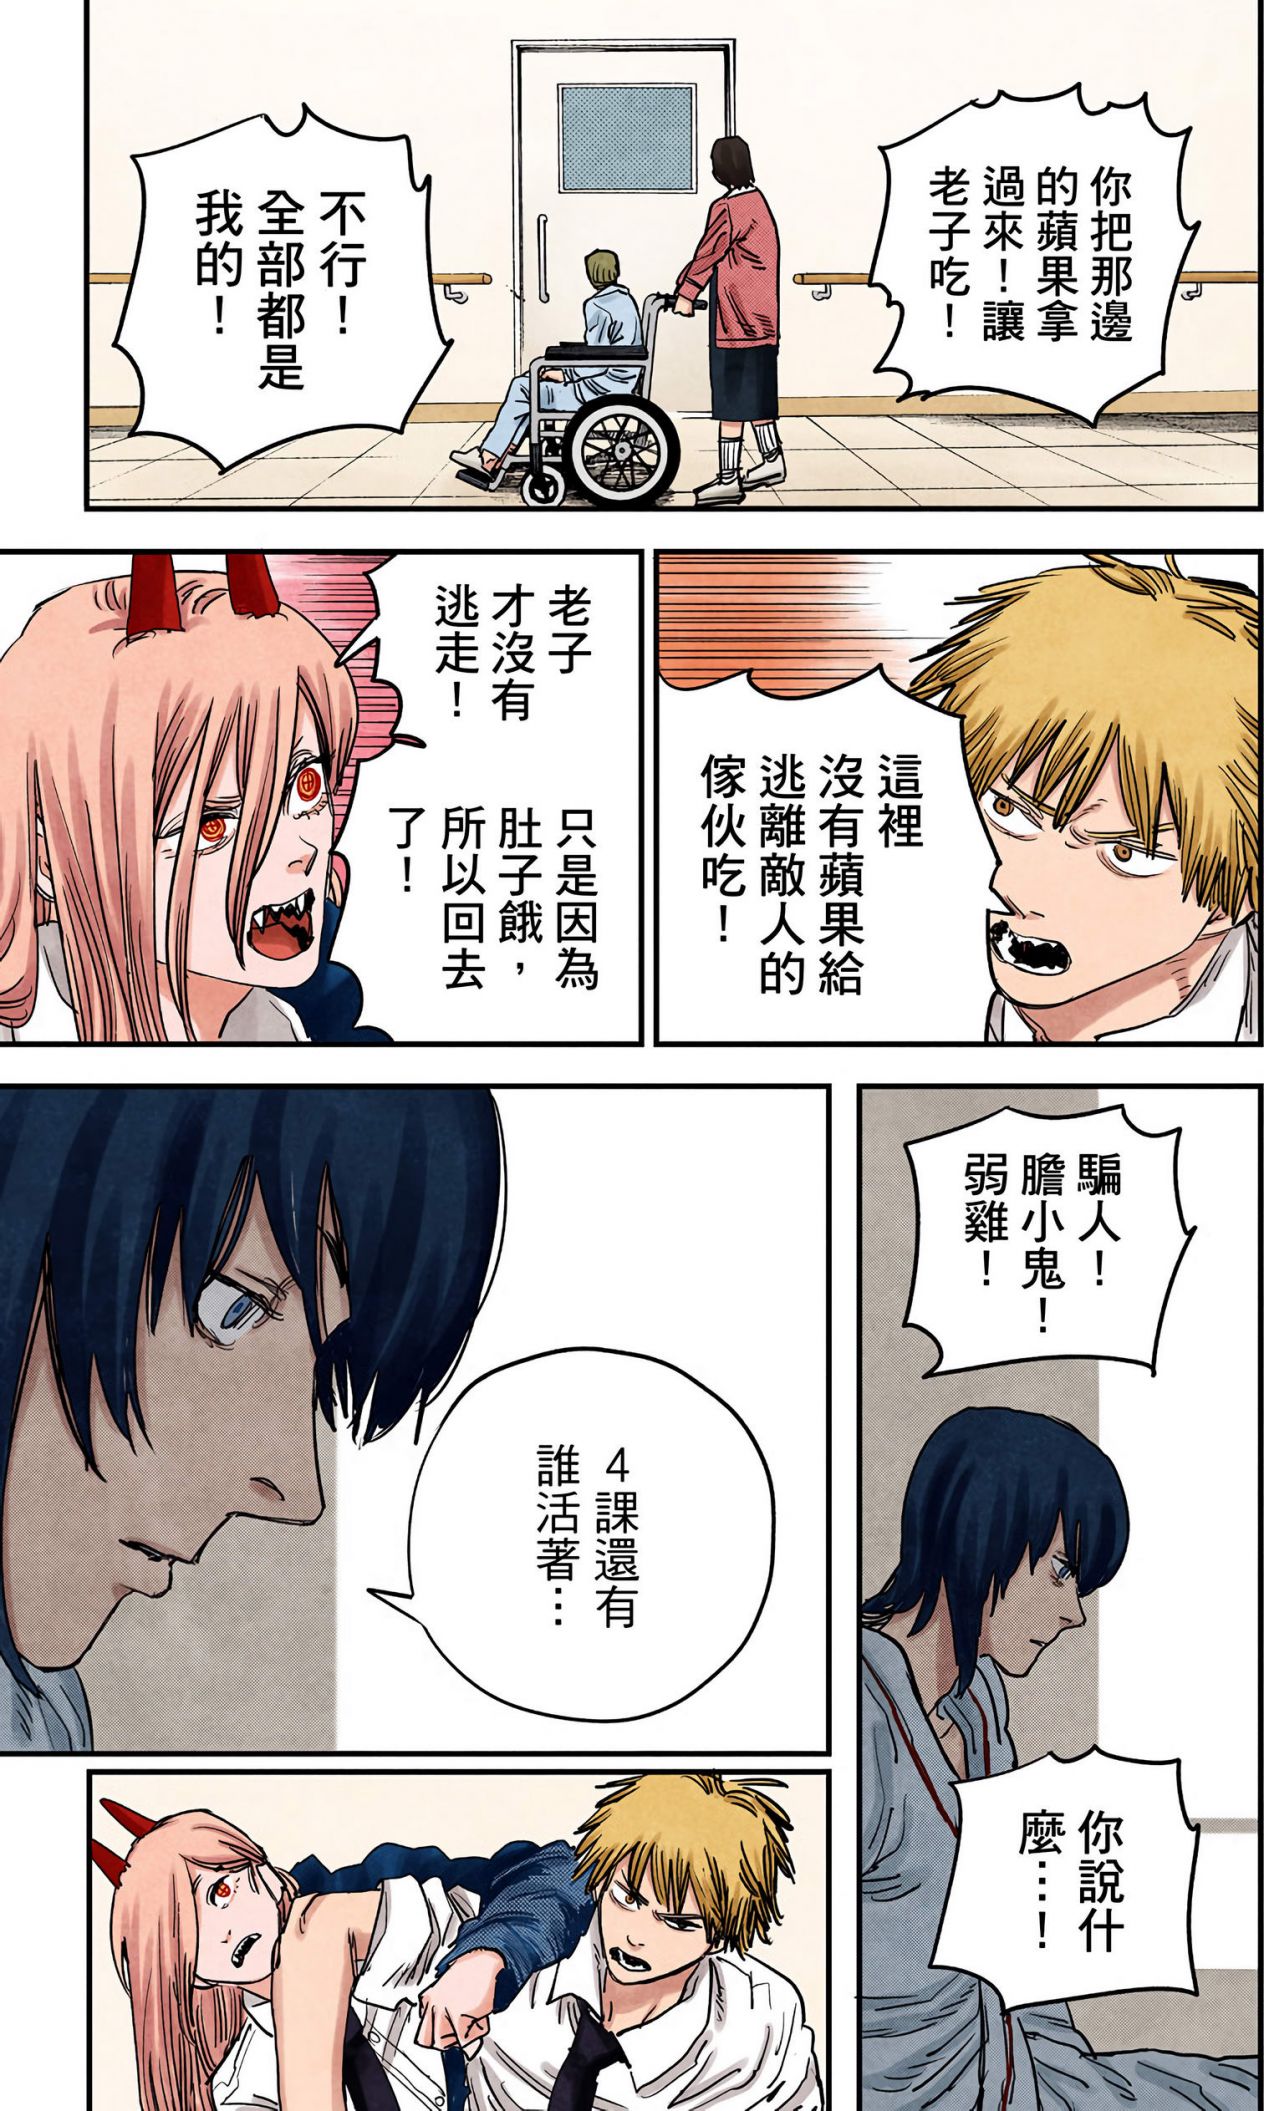 你把那邊
的蘋果拿
過來！讓
老子吃！
不行！
全部都是
我的！
這裡
沒有蘋果給
逃離敵人的
傢伙吃！
老子
才沒有
逃走！
只是因為
肚子餓，
所以回去
了！
騙人！
膽小鬼！
弱雞！
你說什
麼…！
4課還有
誰活著…